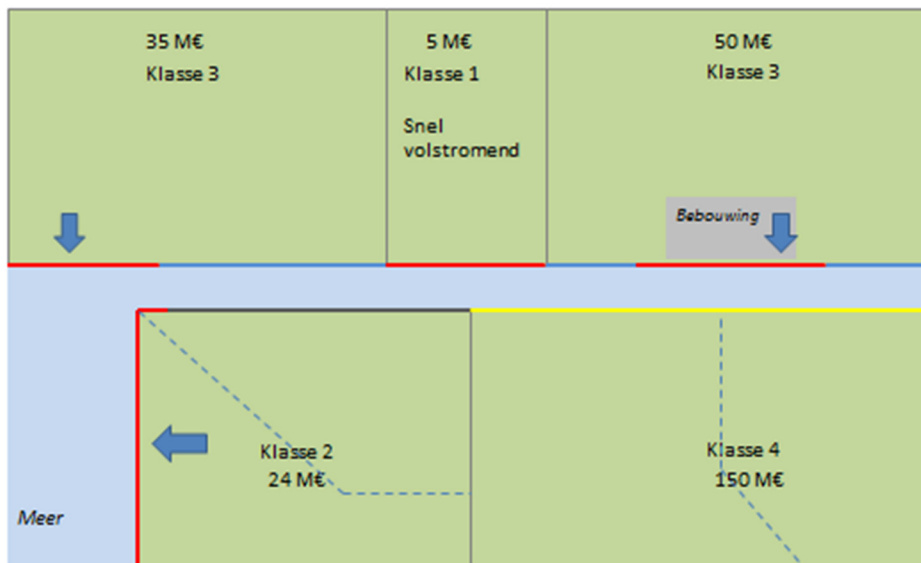 35 M€
Klasse 3
5 M€
Klasse 1
Snel
volstromend
50 M€
Klasse 3
Bebouwing
Klasse 2
24 M€
Klasse 4
150 M€
Meer